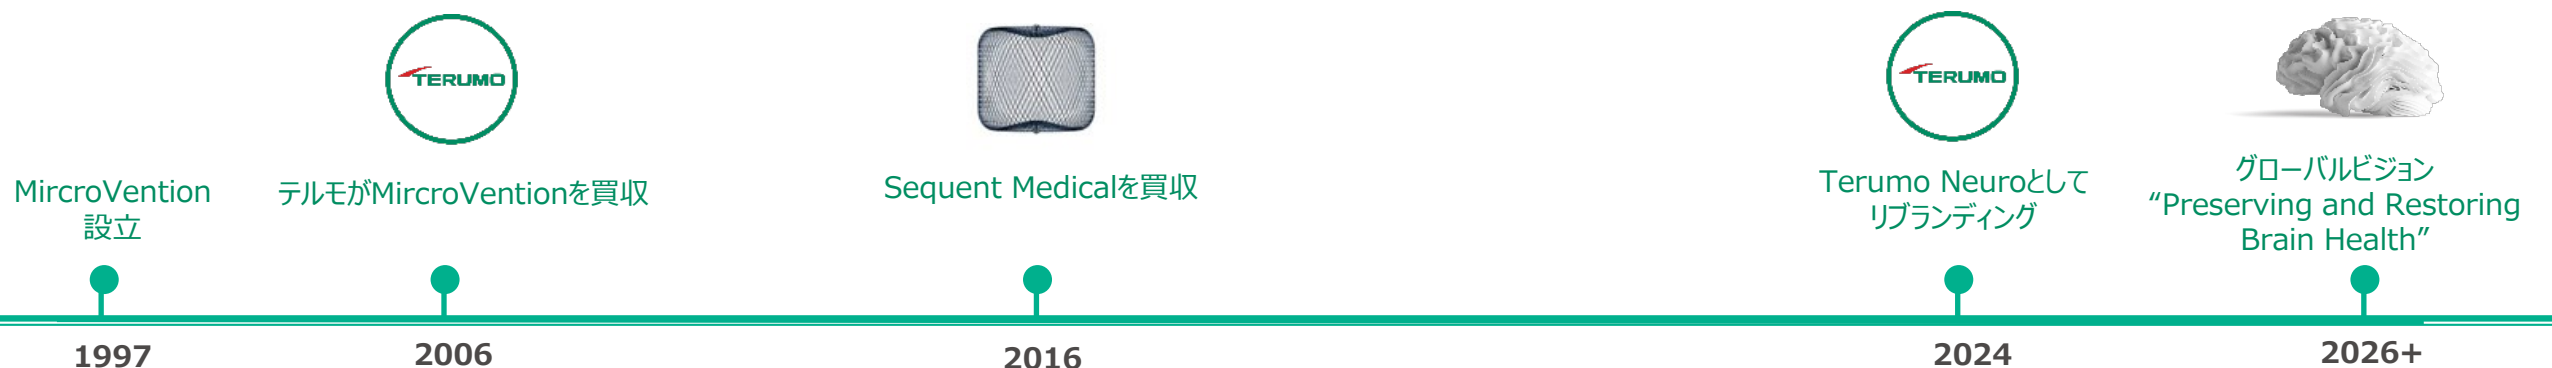 TERUMO
TERUMO
MircroVention
設立
テルモがMircroVentionを買収
Sequent Medicalを買収
Terumo Neuroとして
リブランディング
グローバルビジョン
“Preserving and Restoring
Brain Health”
1997
2006
2016
2024
2026+